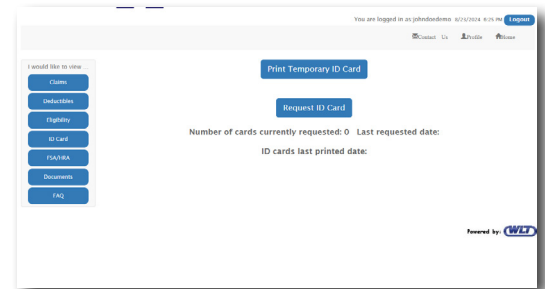 You are logged in as johndoedemo 8/23/2024 8:25 PM Logout
Contact Us Profile Home
I would like to view ...
Print Temporary ID Card
Claims
Deductibles
Request ID Card
Eligibility
Number of cards currently requested: 0 Last requested date:
ID Card
ID cards last printed date:
FSA/HRA
Documents
FAQ
Powered by: WLT